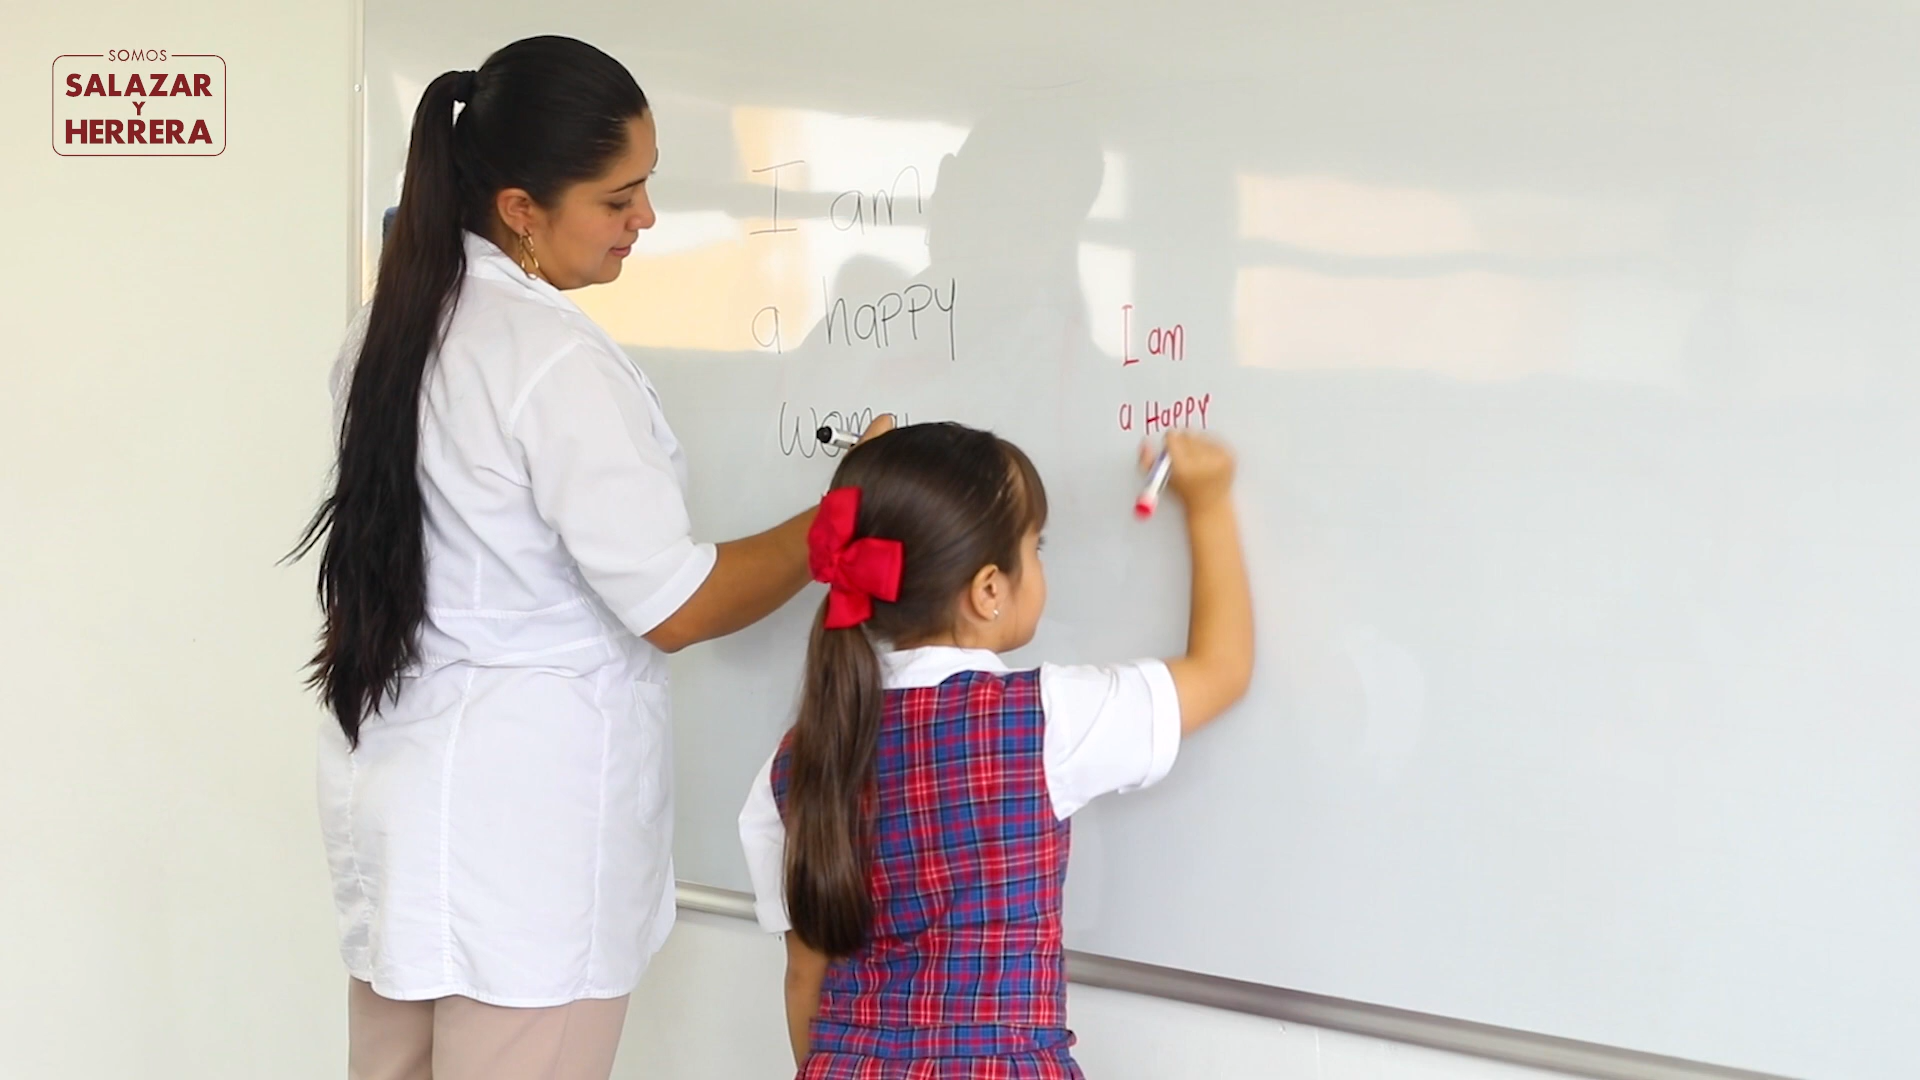 SOMOS
SALAZAR
Y
HERRERA
I am
a happy
I am
a Happy